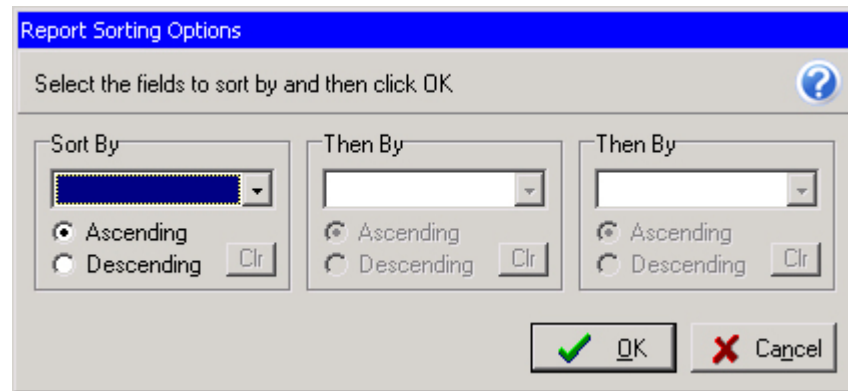 Report Sorting Options
Select the fields to sort by and then click OK
?
Sort By
Ascending
Descending
Clr
Then By
Ascending
Descending
Clr
Then By
Ascending
Descending
Clr
OK
Cancel